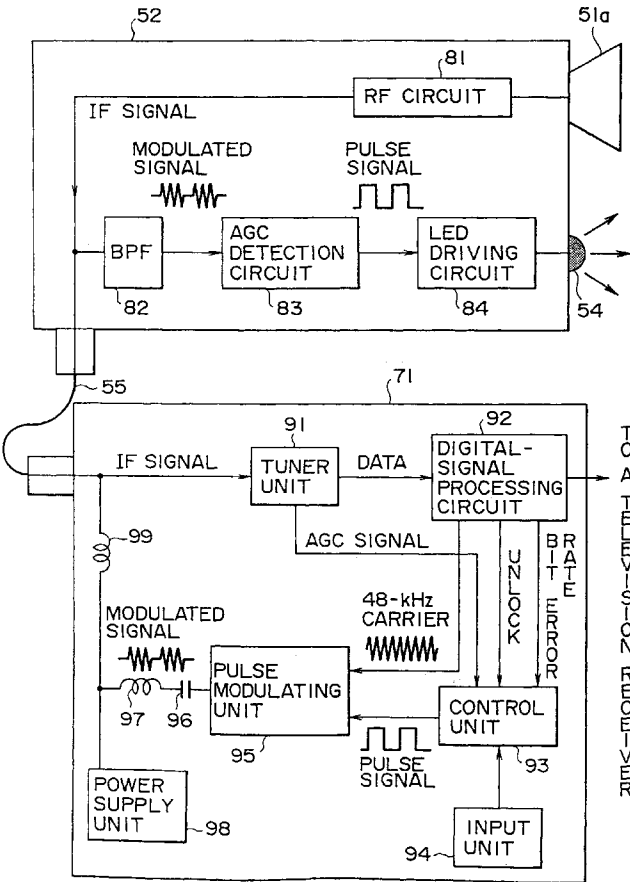 52
51a
81
RF CIRCUIT
IF SIGNAL
MODULATED
SIGNAL
PULSE
SIGNAL
BPF
AGC
DETECTION
CIRCUIT
LED
DRIVING
CIRCUIT
82
83
84
54
55
71
91
92
IF SIGNAL
TUNER
UNIT
DATA
DIGITAL-
SIGNAL
PROCESSING
CIRCUIT
TO A TELEVISION RECEIVER
99
AGC SIGNAL
UNLOCK
BIT ERROR
RATE
48-kHz
CARRIER
MODULATED
SIGNAL
97
96
PULSE
MODULATING
UNIT
95
CONTROL
UNIT
93
PULSE
SIGNAL
POWER
SUPPLY
UNIT
98
INPUT
UNIT
94